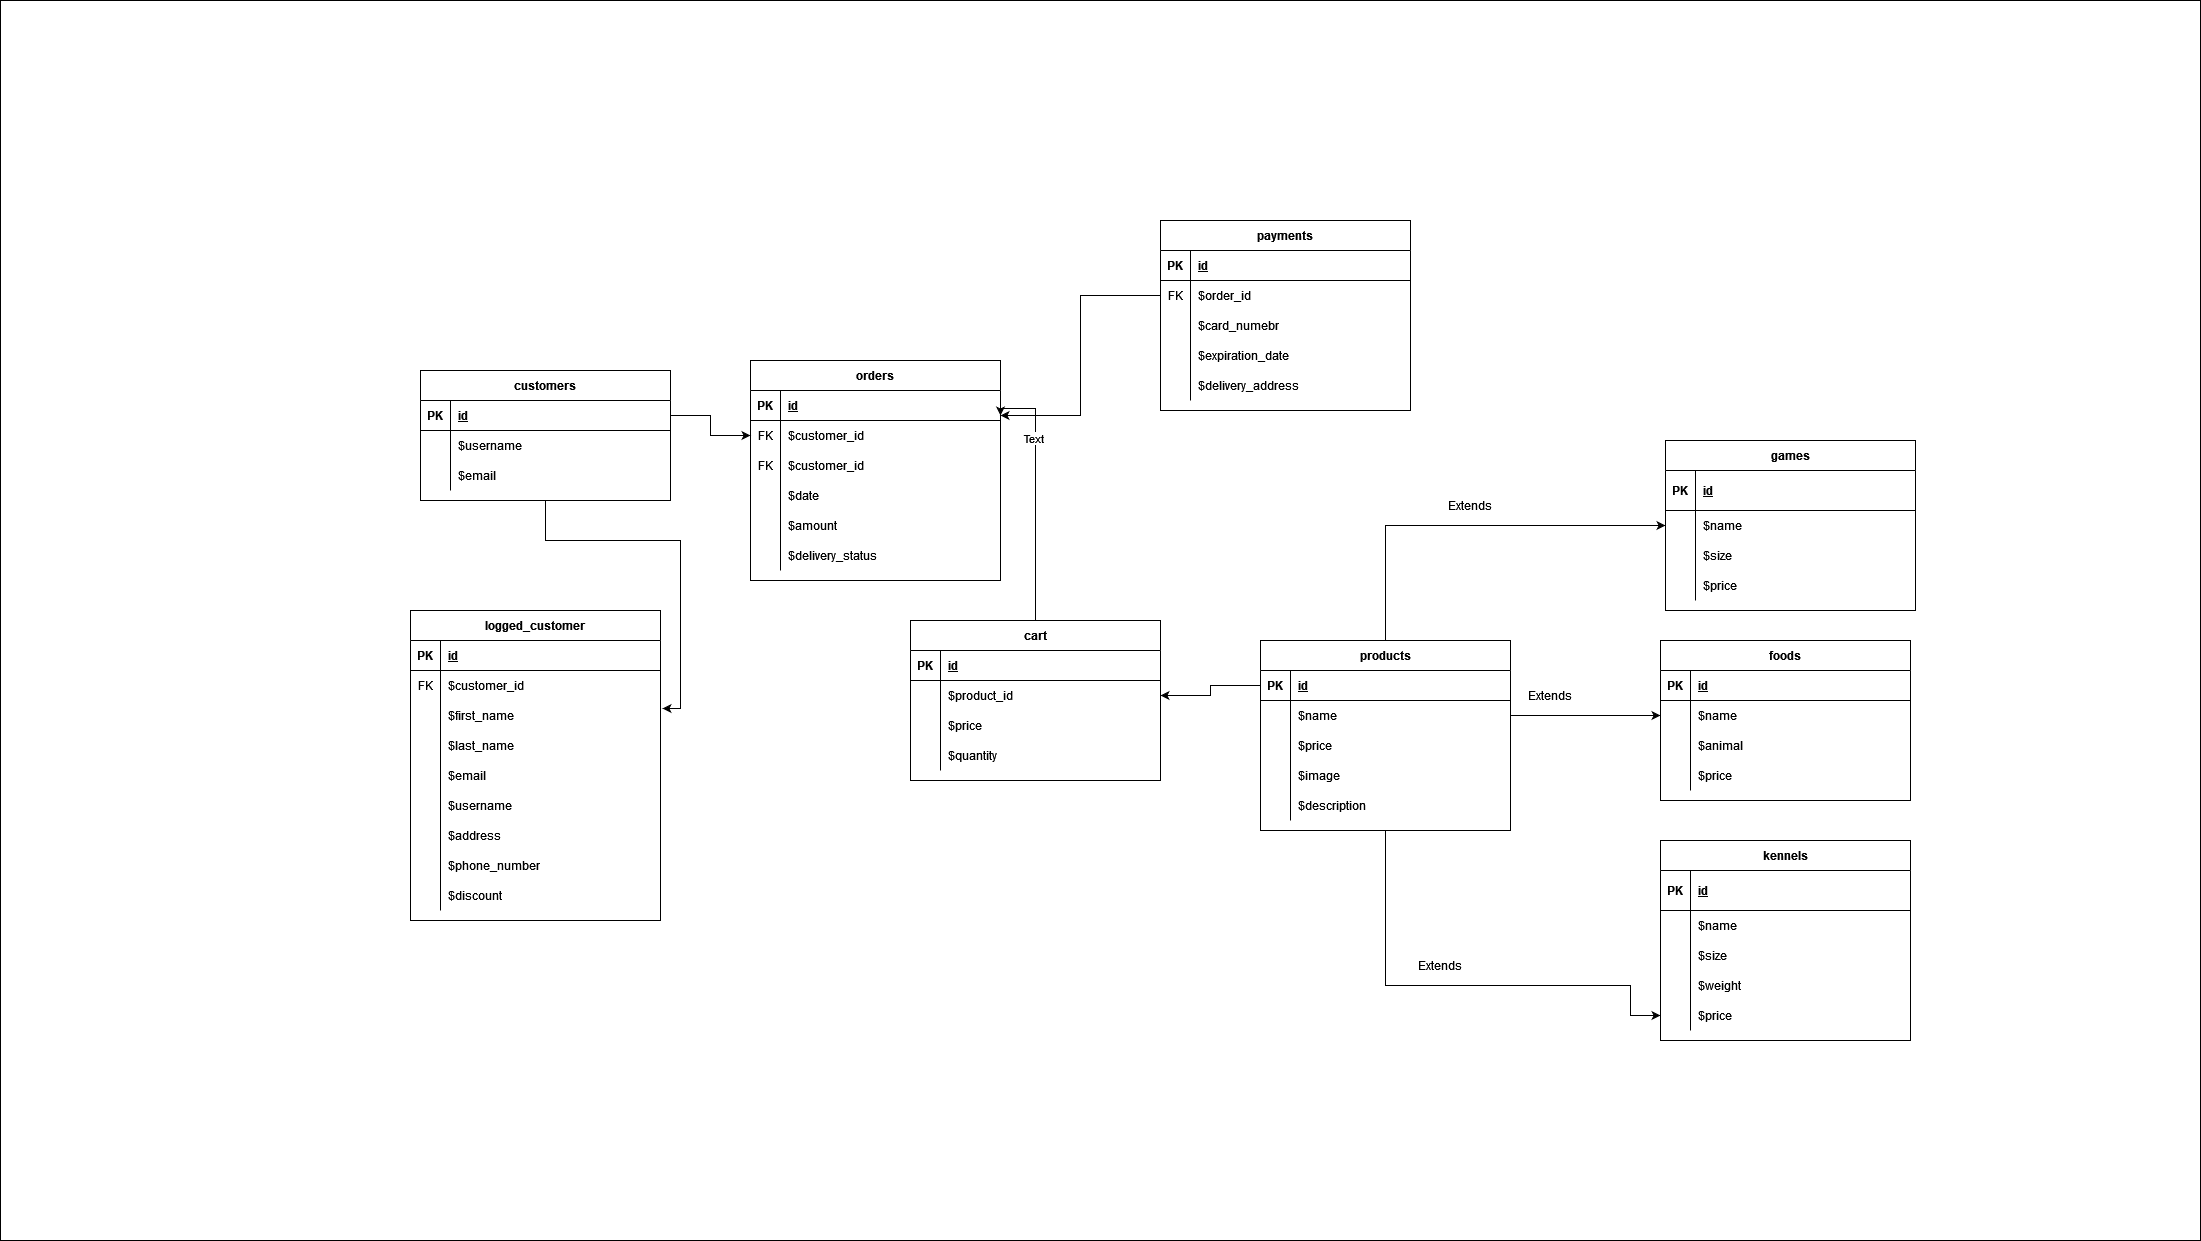 payments
PK id
FK $order_id
$card_numebr
$expiration_date
$delivery_address
customers
PK id
$username
$email
orders
PK id
FK $customer_id
FK $customer_id
$date
$amount
$delivery_status
Text
logged_customer
PK id
FK $customer_id
$first_name
$last_name
$email
$username
$address
$phone_number
$discount
cart
PK id
$product_id
$price
$quantity
products
PK id
$name
$price
$image
$description
Extends
Extends
Extends
games
PK id
$name
$size
$price
foods
PK id
$name
$animal
$price
kennels
PK id
$name
$size
$weight
$price